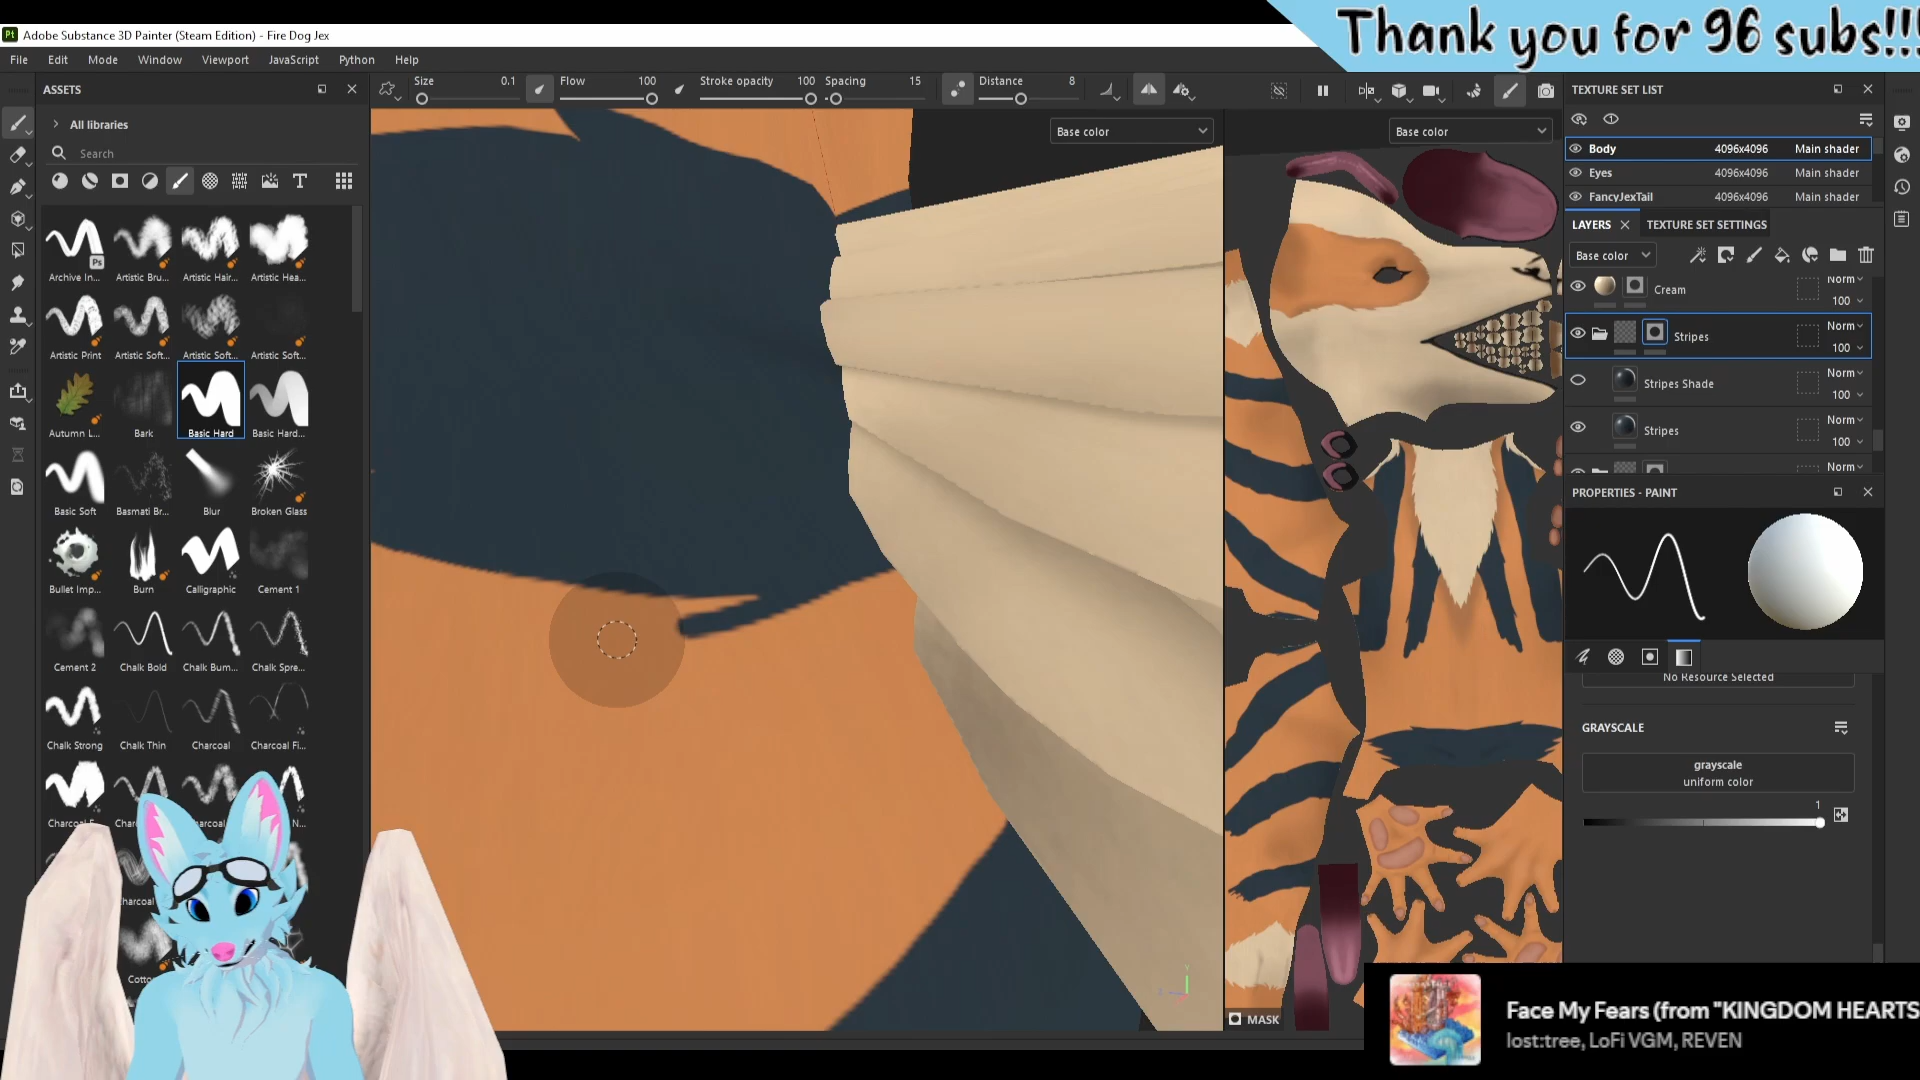 Thank you for 96 subs!!!
Adobe Substance 3D Painter (Steam Edition) - Fire Dog Jex
File Edit Mode Window Viewport JavaScript Python Help
Size 0.1 Flow 100 Stroke opacity 100 Spacing 15 Distance 8
ASSETS
All libraries
Search
Archive In... Artistic Bru... Artistic Hair... Artistic Hea...
Artistic Print Artistic Soft... Artistic Soft... Artistic Soft...
Autumn L... Bark Basic Hard Basic Hard...
Basic Soft Basmati Br... Blur Broken Glass
Bullet Imp... Burn Calligraphic Cement 1
Cement 2 Chalk Bold Chalk Bum... Chalk Spre...
Chalk Strong Chalk Thin Charcoal Charcoal Fi...
Base color
Base color
MASK
TEXTURE SET LIST
Body 4096x4096 Main shader
Eyes 4096x4096 Main shader
FancyJexTail 4096x4096 Main shader
LAYERS TEXTURE SET SETTINGS
Base color
Cream Norm 100
Stripes Norm 100
Stripes Shade Norm 100
Stripes Norm 100
Norm
PROPERTIES - PAINT
No Resource Selected
GRAYSCALE
grayscale
uniform color
1
Face My Fears (from "KINGDOM HEARTS
lost:tree, LoFi VGM, REVEN